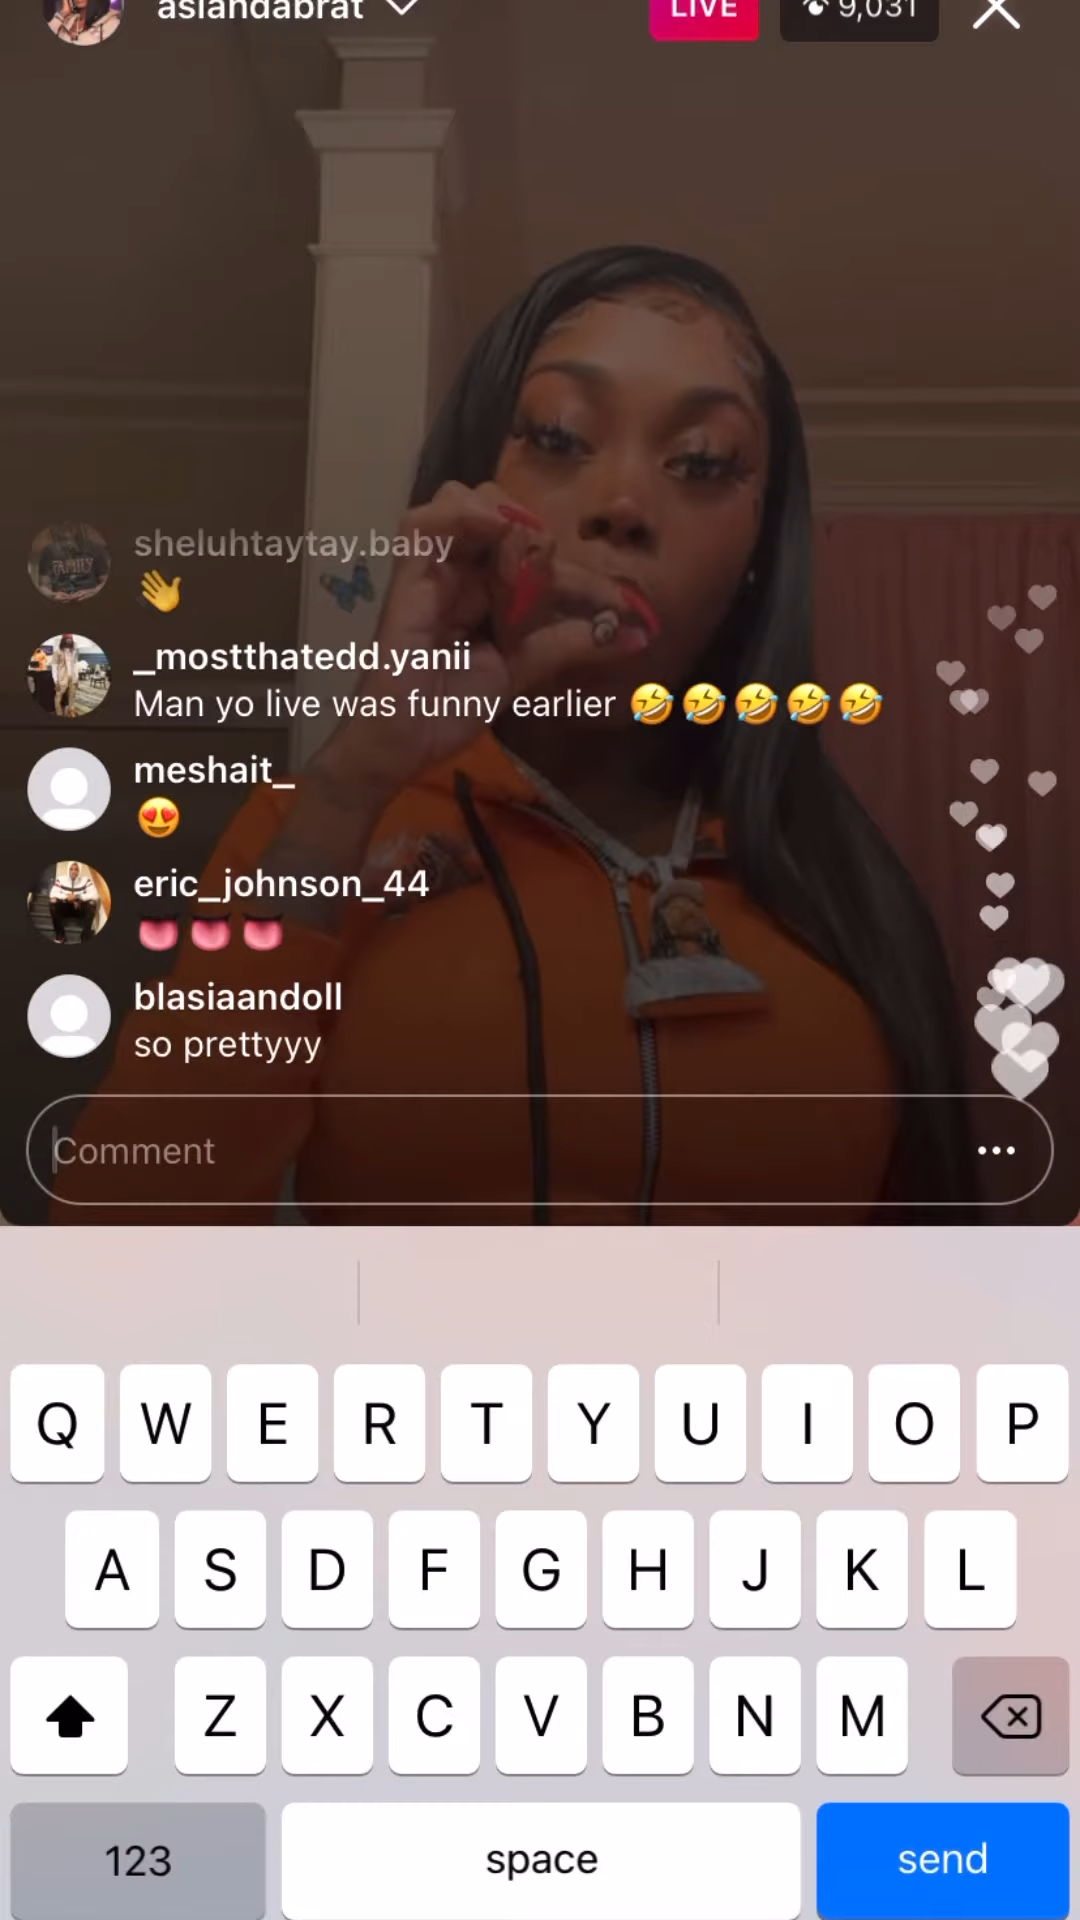 asiandabrat
LIVE
9,031
sheluhtaytay.baby
👋
_mostthatedd.yanii
Man yo live was funny earlier 🤣🤣🤣🤣🤣
meshait_
😍
eric_johnson_44
👅👅👅
blasiaandoll
so prettyyy
Comment
Q W E R T Y U I O P
A S D F G H J K L
Z X C V B N M
123 space send